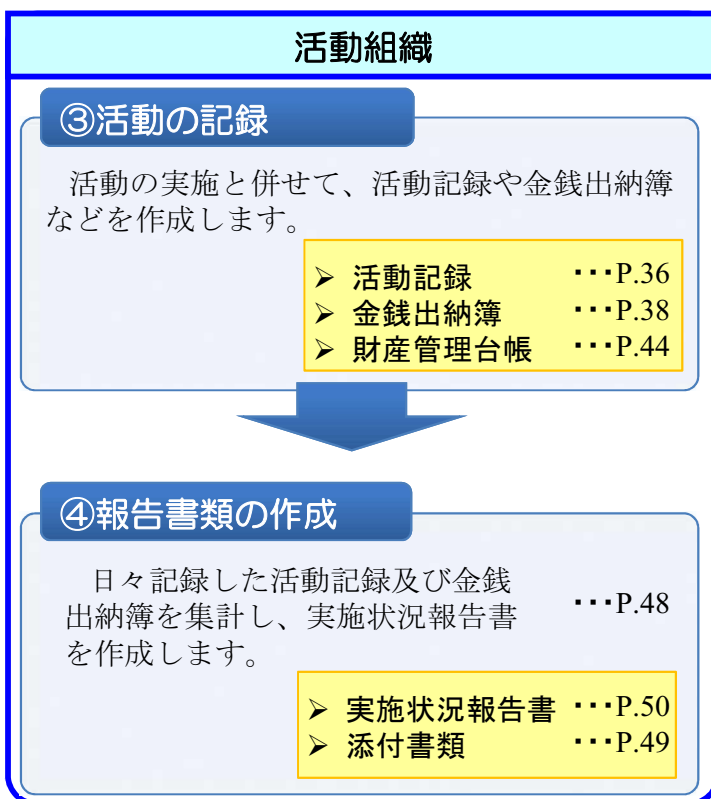 活動組織
③活動の記録
活動の実施と併せて、活動記録や金銭出納簿
などを作成します。
➢ 活動記録 ･･･P.36
➢ 金銭出納簿 ･･･P.38
➢ 財産管理台帳 ･･･P.44
④報告書類の作成
日々記録した活動記録及び金銭
出納簿を集計し、実施状況報告書 ･･･P.48
を作成します。
➢ 実施状況報告書 ･･･P.50
➢ 添付書類 ･･･P.49